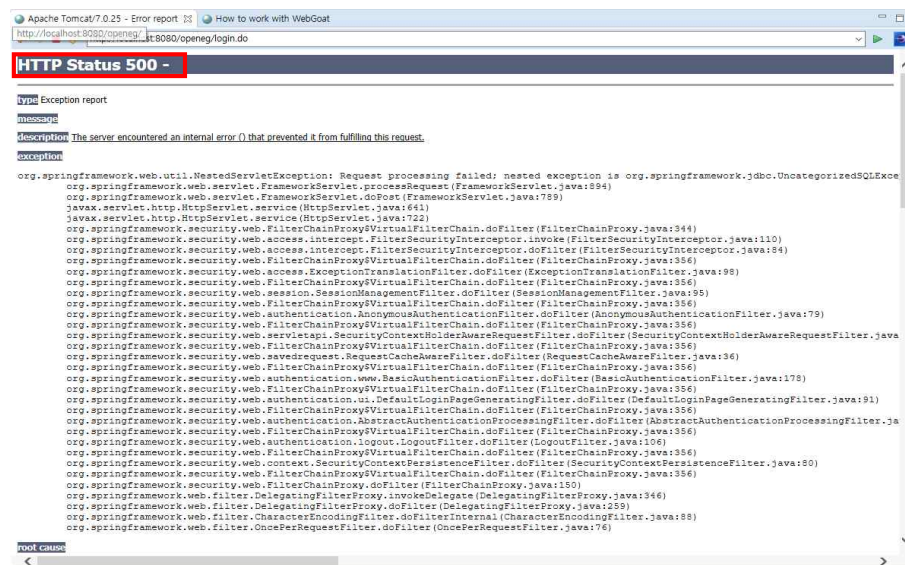 Apache Tomcat/7.0.25 - Error report
How to work with WebGoat
http://localhost:8080/openeg/
:8080/openeg/login.do
HTTP Status 500 -
type Exception report
message
description The server encountered an internal error () that prevented it from fulfilling this request.
exception
org.springframework.web.util.NestedServletException: Request processing failed; nested exception is org.springframework.jdbc.UncategorizedSQLExce
org.springframework.web.servlet.FrameworkServlet.processRequest(FrameworkServlet.java:894)
org.springframework.web.servlet.FrameworkServlet.doPost(FrameworkServlet.java:789)
javax.servlet.http.HttpServlet.service(HttpServlet.java:641)
javax.servlet.http.HttpServlet.service(HttpServlet.java:722)
org.springframework.security.web.FilterChainProxy$VirtualFilterChain.doFilter(FilterChainProxy.java:344)
org.springframework.security.web.access.intercept.FilterSecurityInterceptor.invoke(FilterSecurityInterceptor.java:110)
org.springframework.security.web.access.intercept.FilterSecurityInterceptor.doFilter(FilterSecurityInterceptor.java:84)
org.springframework.security.web.FilterChainProxy$VirtualFilterChain.doFilter(FilterChainProxy.java:356)
org.springframework.security.web.access.ExceptionTranslationFilter.doFilter(ExceptionTranslationFilter.java:98)
org.springframework.security.web.FilterChainProxy$VirtualFilterChain.doFilter(FilterChainProxy.java:356)
org.springframework.security.web.session.SessionManagementFilter.doFilter(SessionManagementFilter.java:95)
org.springframework.security.web.FilterChainProxy$VirtualFilterChain.doFilter(FilterChainProxy.java:356)
org.springframework.security.web.authentication.AnonymousAuthenticationFilter.doFilter(AnonymousAuthenticationFilter.java:79)
org.springframework.security.web.FilterChainProxy$VirtualFilterChain.doFilter(FilterChainProxy.java:356)
org.springframework.security.web.servletapi.SecurityContextHolderAwareRequestFilter.doFilter(SecurityContextHolderAwareRequestFilter.java
org.springframework.security.web.FilterChainProxy$VirtualFilterChain.doFilter(FilterChainProxy.java:356)
org.springframework.security.web.savedrequest.RequestCacheAwareFilter.doFilter(RequestCacheAwareFilter.java:36)
org.springframework.security.web.FilterChainProxy$VirtualFilterChain.doFilter(FilterChainProxy.java:356)
org.springframework.security.web.authentication.www.BasicAuthenticationFilter.doFilter(BasicAuthenticationFilter.java:178)
org.springframework.security.web.FilterChainProxy$VirtualFilterChain.doFilter(FilterChainProxy.java:356)
org.springframework.security.web.authentication.ui.DefaultLoginPageGeneratingFilter.doFilter(DefaultLoginPageGeneratingFilter.java:91)
org.springframework.security.web.FilterChainProxy$VirtualFilterChain.doFilter(FilterChainProxy.java:356)
org.springframework.security.web.authentication.AbstractAuthenticationProcessingFilter.doFilter(AbstractAuthenticationProcessingFilter.ja
org.springframework.security.web.FilterChainProxy$VirtualFilterChain.doFilter(FilterChainProxy.java:356)
org.springframework.security.web.authentication.logout.LogoutFilter.doFilter(LogoutFilter.java:106)
org.springframework.security.web.FilterChainProxy$VirtualFilterChain.doFilter(FilterChainProxy.java:356)
org.springframework.security.web.context.SecurityContextPersistenceFilter.doFilter(SecurityContextPersistenceFilter.java:80)
org.springframework.security.web.FilterChainProxy$VirtualFilterChain.doFilter(FilterChainProxy.java:356)
org.springframework.security.web.FilterChainProxy.doFilter(FilterChainProxy.java:150)
org.springframework.web.filter.DelegatingFilterProxy.invokeDelegate(DelegatingFilterProxy.java:346)
org.springframework.web.filter.DelegatingFilterProxy.doFilter(DelegatingFilterProxy.java:259)
org.springframework.web.filter.CharacterEncodingFilter.doFilterInternal(CharacterEncodingFilter.java:88)
org.springframework.web.filter.OncePerRequestFilter.doFilter(OncePerRequestFilter.java:76)
root cause